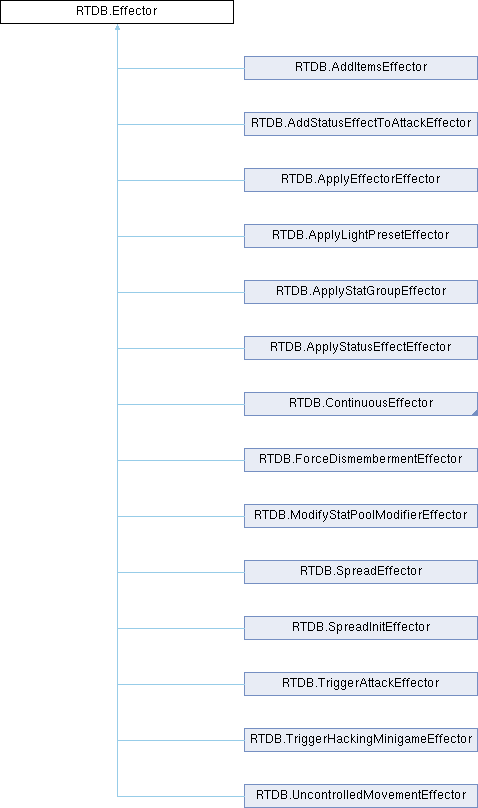 RTDB.Effector
RTDB.AddItemsEffector
RTDB.AddStatusEffectToAttackEffector
RTDB.ApplyEffectorEffector
RTDB.ApplyLightPresetEffector
RTDB.ApplyStatGroupEffector
RTDB.ApplyStatusEffectEffector
RTDB.ContinuousEffector
RTDB.ForceDismembermentEffector
RTDB.ModifyStatPoolModifierEffector
RTDB.SpreadEffector
RTDB.SpreadInitEffector
RTDB.TriggerAttackEffector
RTDB.TriggerHackingMinigameEffector
RTDB.UncontrolledMovementEffector